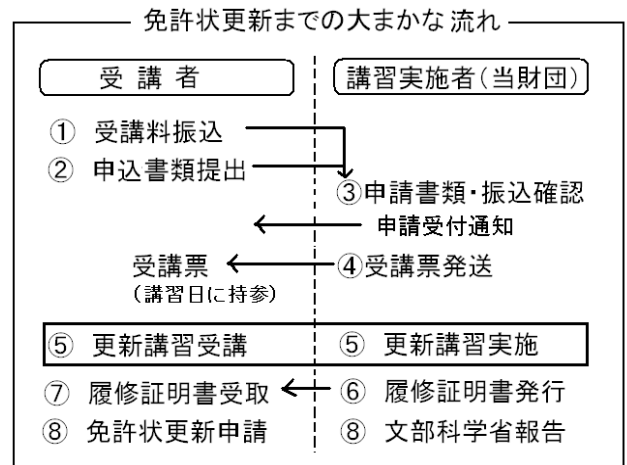 免許状更新までの大まかな流れ
受講者 講習実施者(当財団)
① 受講料振込
② 申込書類提出
③申請書類・振込確認
申請受付通知
受講票 ④受講票発送
(講習日に持参)
⑤ 更新講習受講 ⑤ 更新講習実施
⑦ 履修証明書受取 ⑥ 履修証明書発行
⑧ 免許状更新申請 ⑧ 文部科学省報告